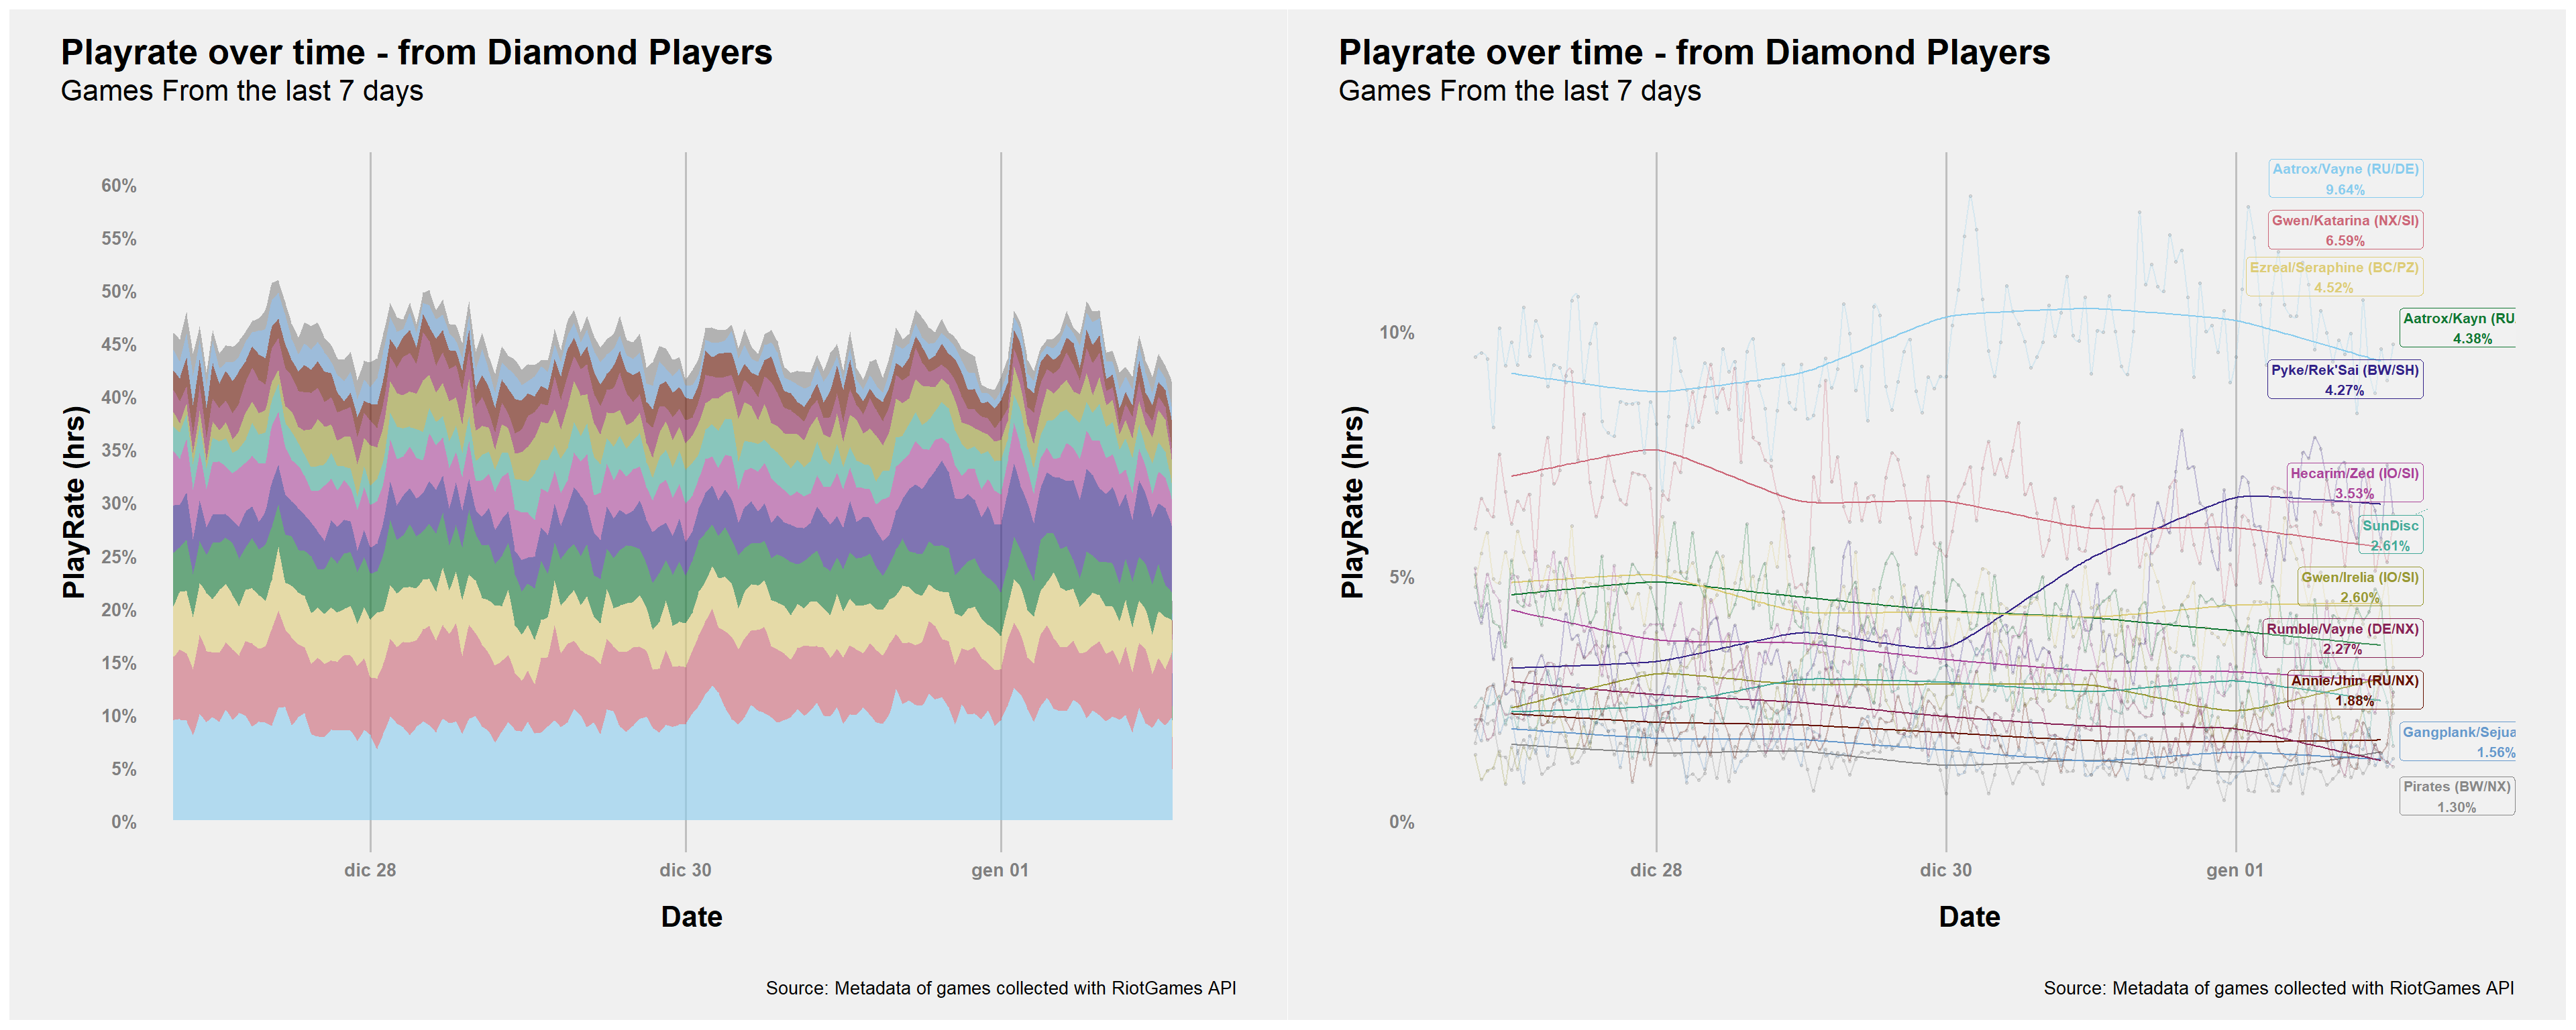 Playrate over time - from Diamond Players
Games From the last 7 days
60%
55%
50%
45%
40%
35%
30%
25%
20%
15%
10%
5%
0%
PlayRate (hrs)
dic 28
dic 30
gen 01
Date
Source: Metadata of games collected with RiotGames API
Playrate over time - from Diamond Players
Games From the last 7 days
10%
5%
0%
PlayRate (hrs)
Aatrox/Vayne (RU/DE)
9.64%
Gwen/Katarina (NX/SI)
6.59%
Ezreal/Seraphine (BC/PZ)
4.52%
Aatrox/Kayn (RU
4.38%
Pyke/Rek'Sai (BW/SH)
4.27%
Hecarim/Zed (IO/SI)
3.53%
SunDisc
2.61%
Gwen/Irelia (IO/SI)
2.60%
Rumble/Vayne (DE/NX)
2.27%
Annie/Jhin (RU/NX)
1.88%
Gangplank/Sejua
1.56%
Pirates (BW/NX)
1.30%
dic 28
dic 30
gen 01
Date
Source: Metadata of games collected with RiotGames API